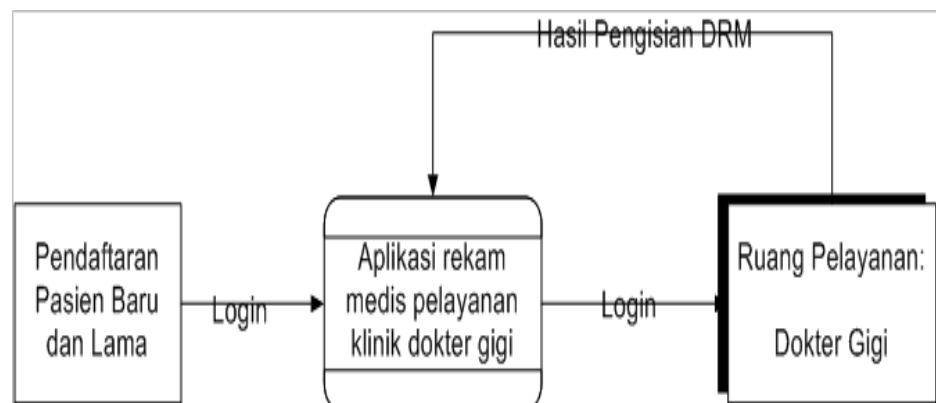 Hasil Pengisian DRM
Pendaftaran
Pasien Baru
dan Lama
Login
Aplikasi rekam
medis pelayanan
klinik dokter gigi
Login
Ruang Pelayanan:
Dokter Gigi